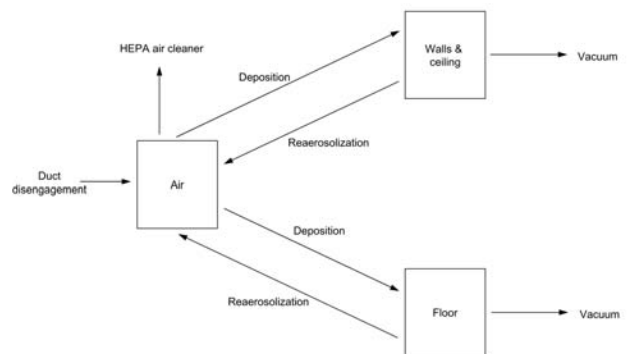 HEPA air cleaner
Walls &
ceiling
Vacuum
Deposition
Reaerosolization
Duct
disengagement
Air
Deposition
Reaerosolization
Floor
Vacuum